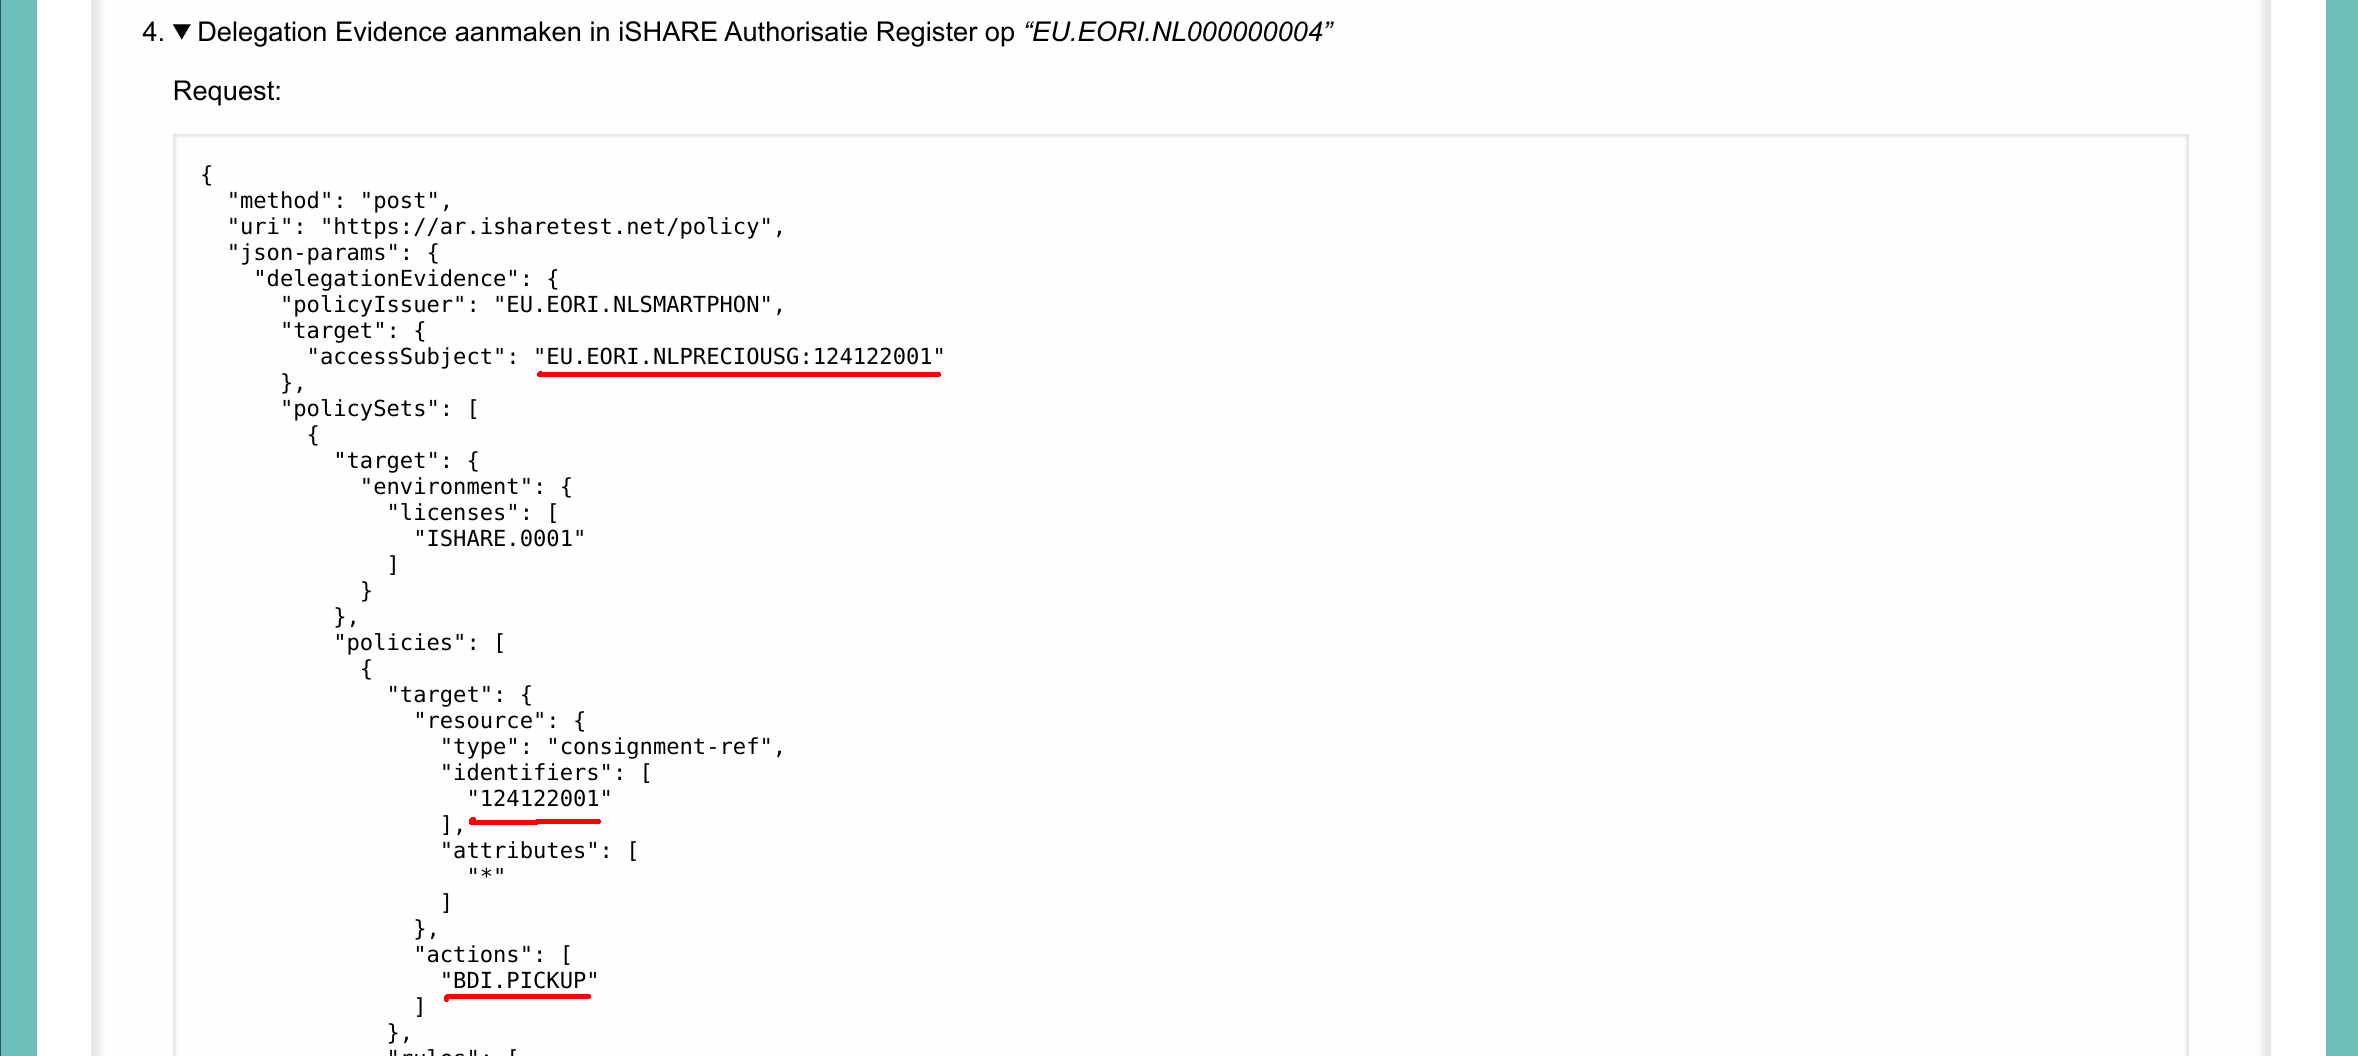 4. ▼ Delegation Evidence aanmaken in iSHARE Authorisatie Register op “EU.EORI.NL000000004”
Request:
{
  "method": "post",
  "uri": "https://ar.isharetest.net/policy",
  "json-params": {
    "delegationEvidence": {
      "policyIssuer": "EU.EORI.NLSMARTPHON",
      "target": {
        "accessSubject": "EU.EORI.NLPRECIOUSG:124122001"
      },
      "policySets": [
        {
          "target": {
            "environment": {
              "licenses": [
                "ISHARE.0001"
              ]
            }
          },
          "policies": [
            {
              "target": {
                "resource": {
                  "type": "consignment-ref",
                  "identifiers": [
                    "124122001"
                  ],
                  "attributes": [
                    "*"
                  ]
                },
                "actions": [
                  "BDI.PICKUP"
                ]
              },
              "rules": [